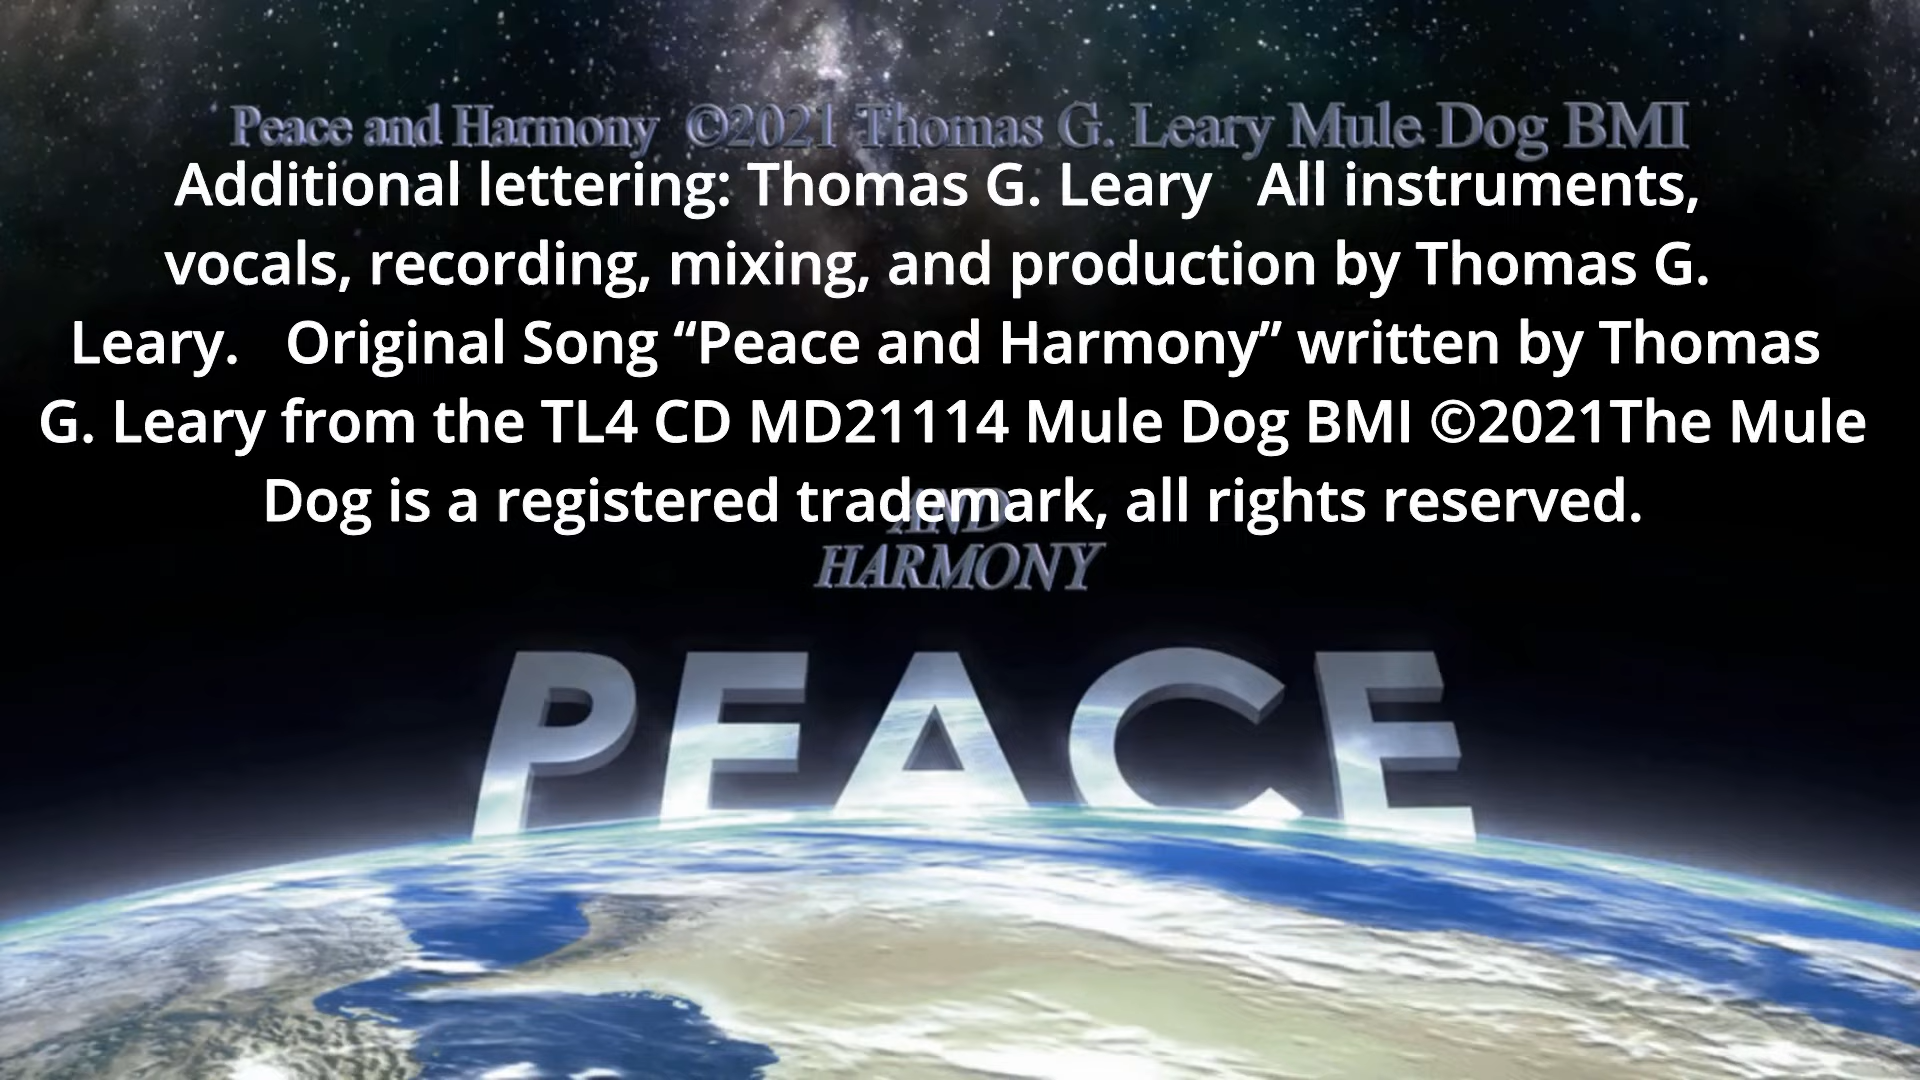 Peace and Harmony ©2021 Thomas G. Leary Mule Dog BMI
Additional lettering: Thomas G. Leary All instruments,
vocals, recording, mixing, and production by Thomas G.
Leary. Original Song “Peace and Harmony” written by Thomas
G. Leary from the TL4 CD MD21114 Mule Dog BMI ©2021The Mule
Dog is a registered trademark, all rights reserved.
AND
HARMONY
PEACE